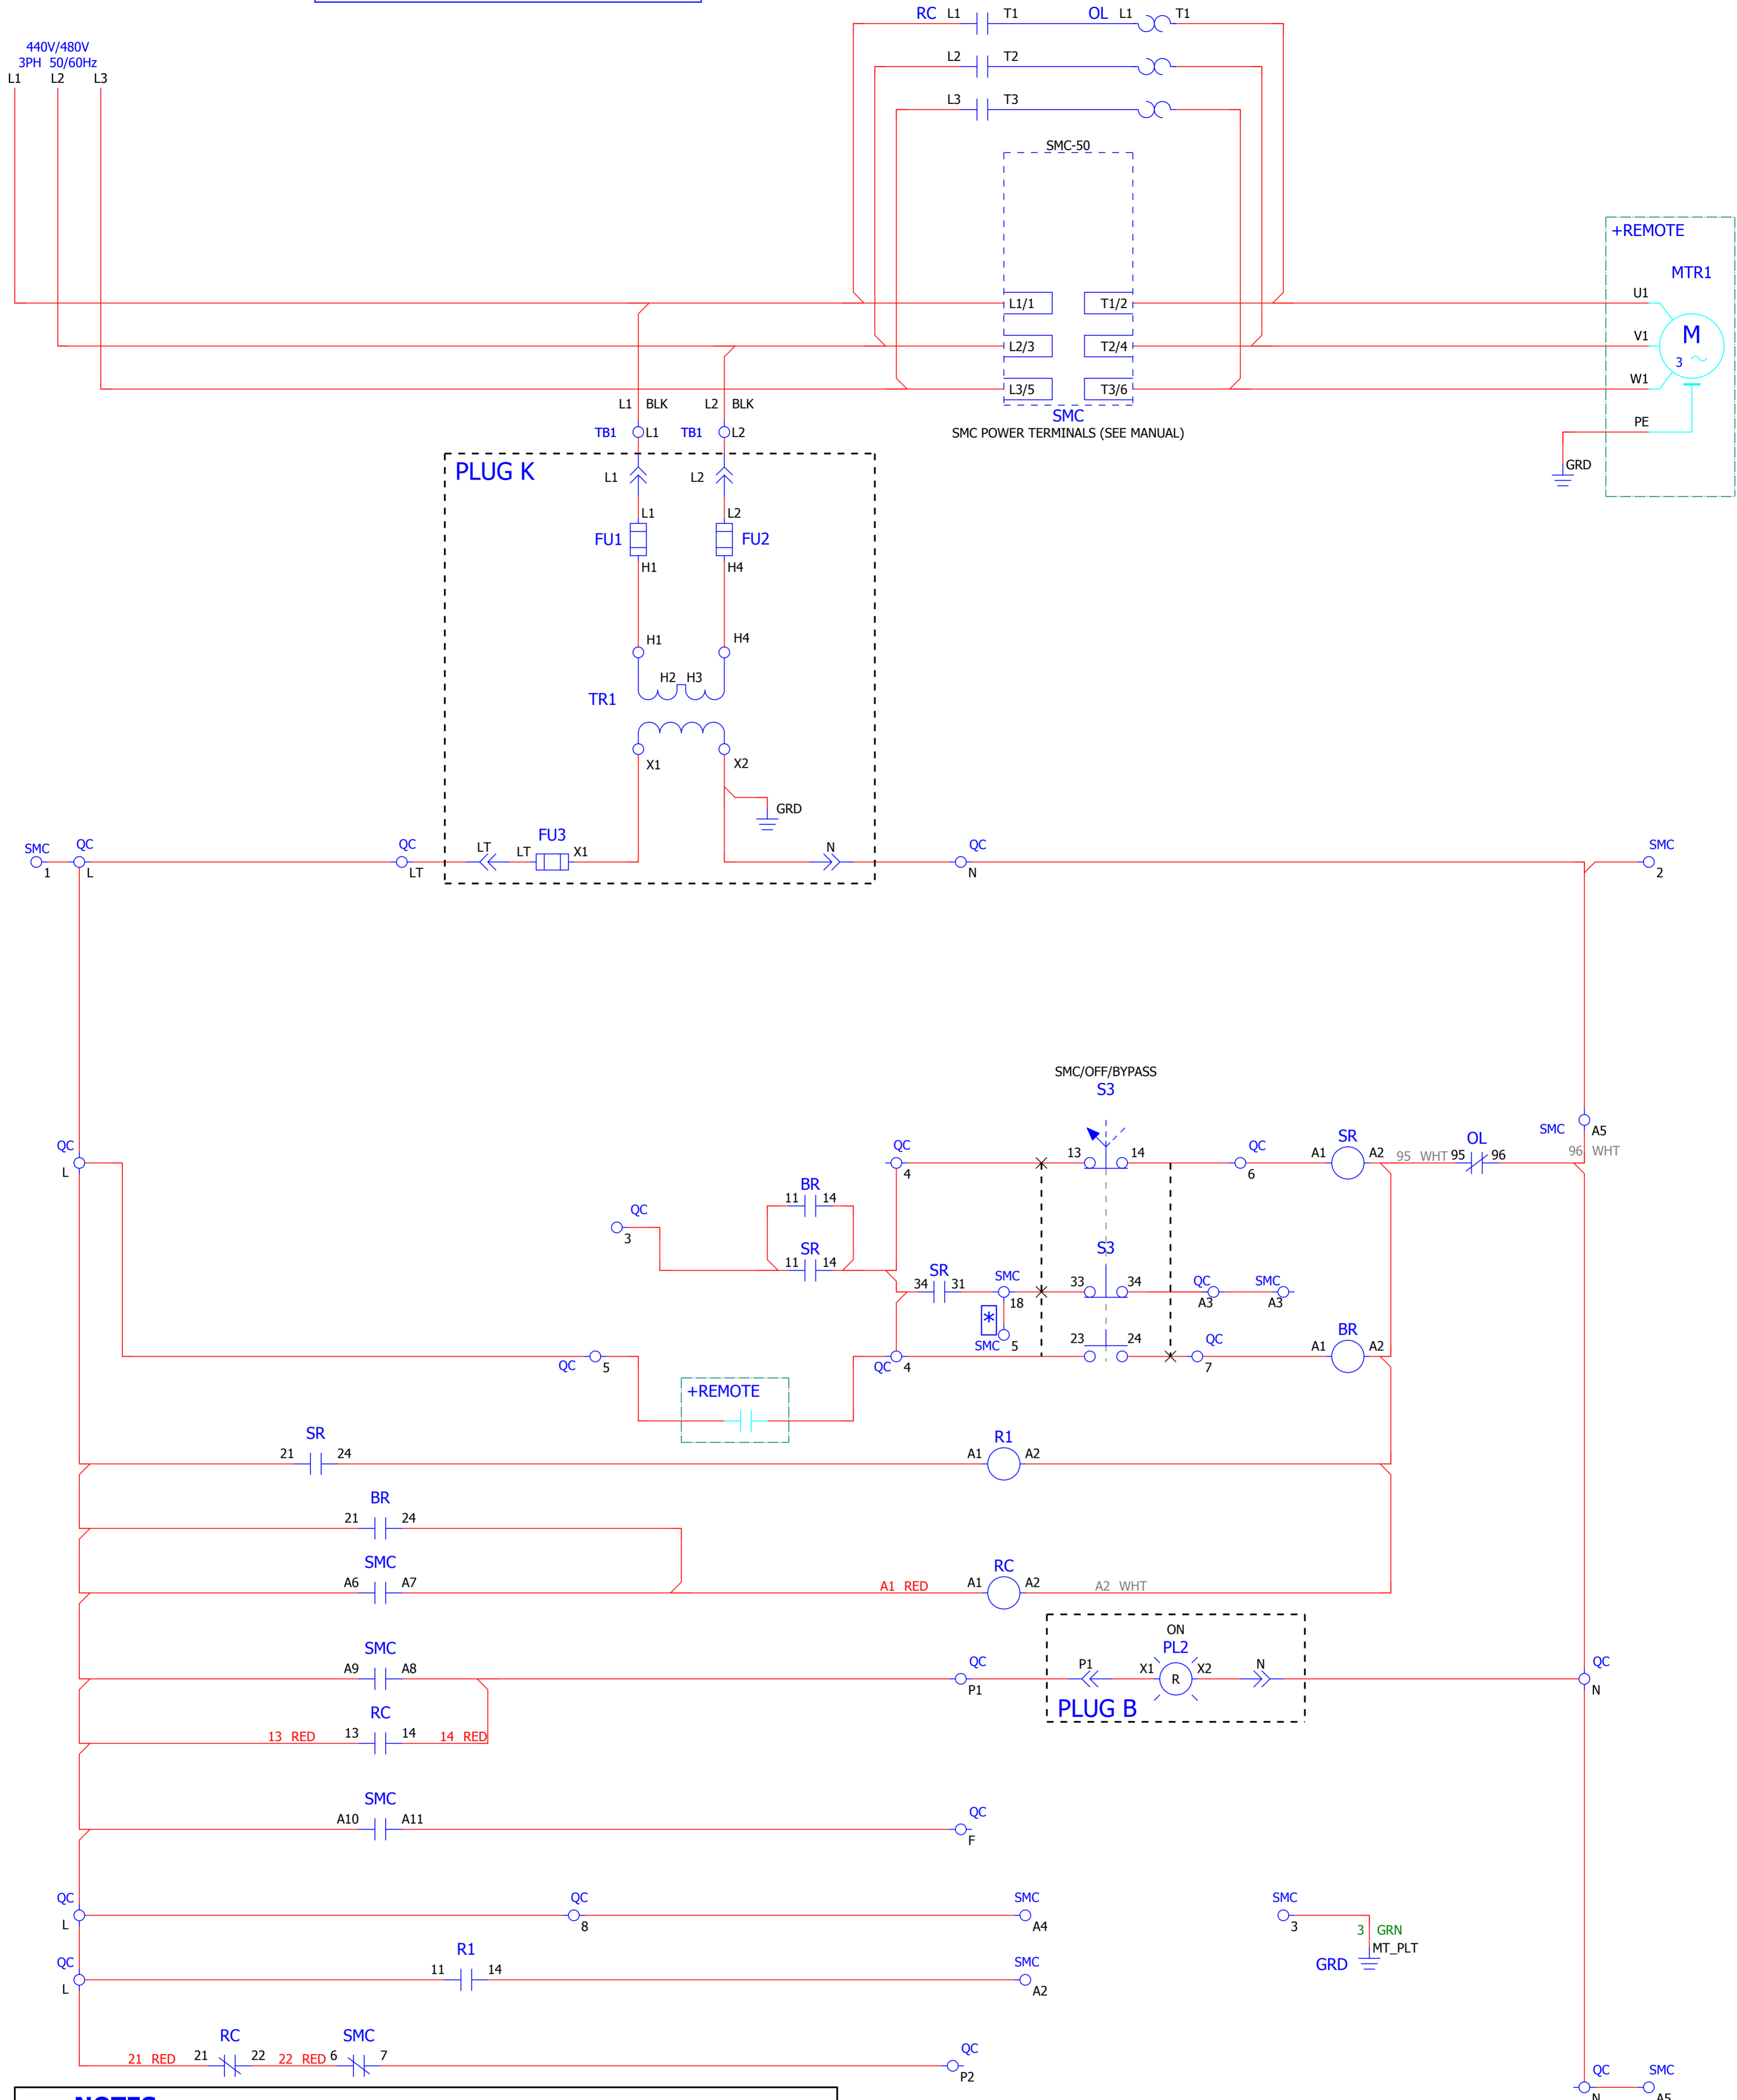 RC L1 T1 OL L1 T1
440V/480V
3PH 50/60Hz
L1 L2 L3
L2 T2
L3 T3
SMC-50
+REMOTE
MTR1
L1/1 T1/2 U1
L2/3 T2/4 V1
M
3
L3/5 T3/6 W1
L1 BLK L2 BLK
SMC
PE
TB1 L1 TB1 L2
SMC POWER TERMINALS (SEE MANUAL)
PLUG K
L1 L2
GRD
L1 L2
FU1 FU2
H1 H4
H1 H4
H2 H3
TR1
X1 X2
GRD
FU3
SMC QC QC LT LT X1 N QC SMC
1 L LT N 2
SMC/OFF/BYPASS
S3
SMC A5
QC QC 13 14 QC SR OL
L 4 6 A1 A2 95 WHT 95 96 96 WHT
BR
11 14
QC
3
SR S3
11 14
SR
34 31 SMC 33 34 QC SMC
18 A3 A3
*
SMC 5 23 24 QC BR
QC 5 QC 4 7 A1 A2
+REMOTE
SR R1
21 24 A1 A2
BR
21 24
SMC RC
A6 A7 A1 RED A1 A2 A2 WHT
ON
SMC PL2
A9 A8 QC P1 X1 R X2 N QC
P1 N
RC PLUG B
13 RED 13 14 14 RED
SMC
A10 A11 QC
F
QC QC SMC SMC
L 8 A4 3
3 GRN
R1 MT_PLT
QC 11 14 SMC GRD
L A2
RC SMC
21 RED 21 22 22 RED 6 7 QC
P2
QC SMC
N A5
NOTES